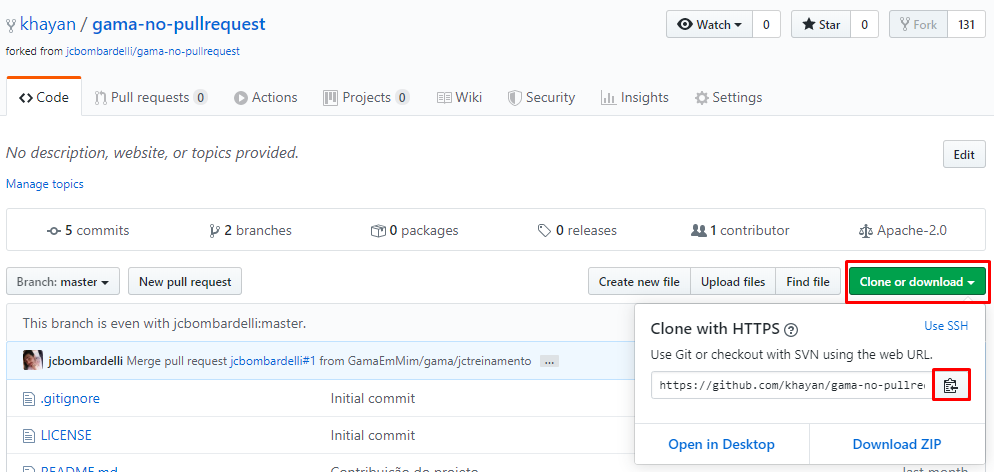 khayan / gama-no-pullrequest
Watch 0 Star 0 Fork 131
forked from jcbombardelli/gama-no-pullrequest
<> Code Pull requests 0 Actions Projects 0 Wiki Security Insights Settings
No description, website, or topics provided. Edit
Manage topics
5 commits 2 branches 0 packages 0 releases 1 contributor Apache-2.0
Branch: master New pull request Create new file Upload files Find file Clone or download
This branch is even with jcbombardelli:master.
Clone with HTTPS ? Use SSH
Use Git or checkout with SVN using the web URL.
jcbombardelli Merge pull request jcbombardelli#1 from GamaEmMim/gama/jctreinamento ...
https://github.com/khayan/gama-no-pullre
.gitignore Initial commit
LICENSE Initial commit
Open in Desktop Download ZIP
README.md Contribuição do projeto last month